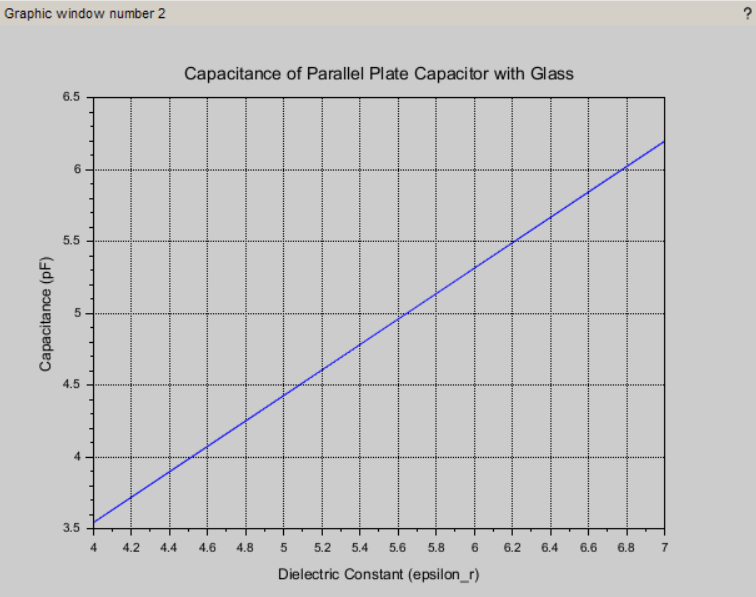 Graphic window number 2
?
Capacitance of Parallel Plate Capacitor with Glass
6.5
6
5.5
5
4.5
4
3.5
Capacitance (pF)
4 4.2 4.4 4.6 4.8 5 5.2 5.4 5.6 5.8 6 6.2 6.4 6.6 6.8 7
Dielectric Constant (epsilon_r)